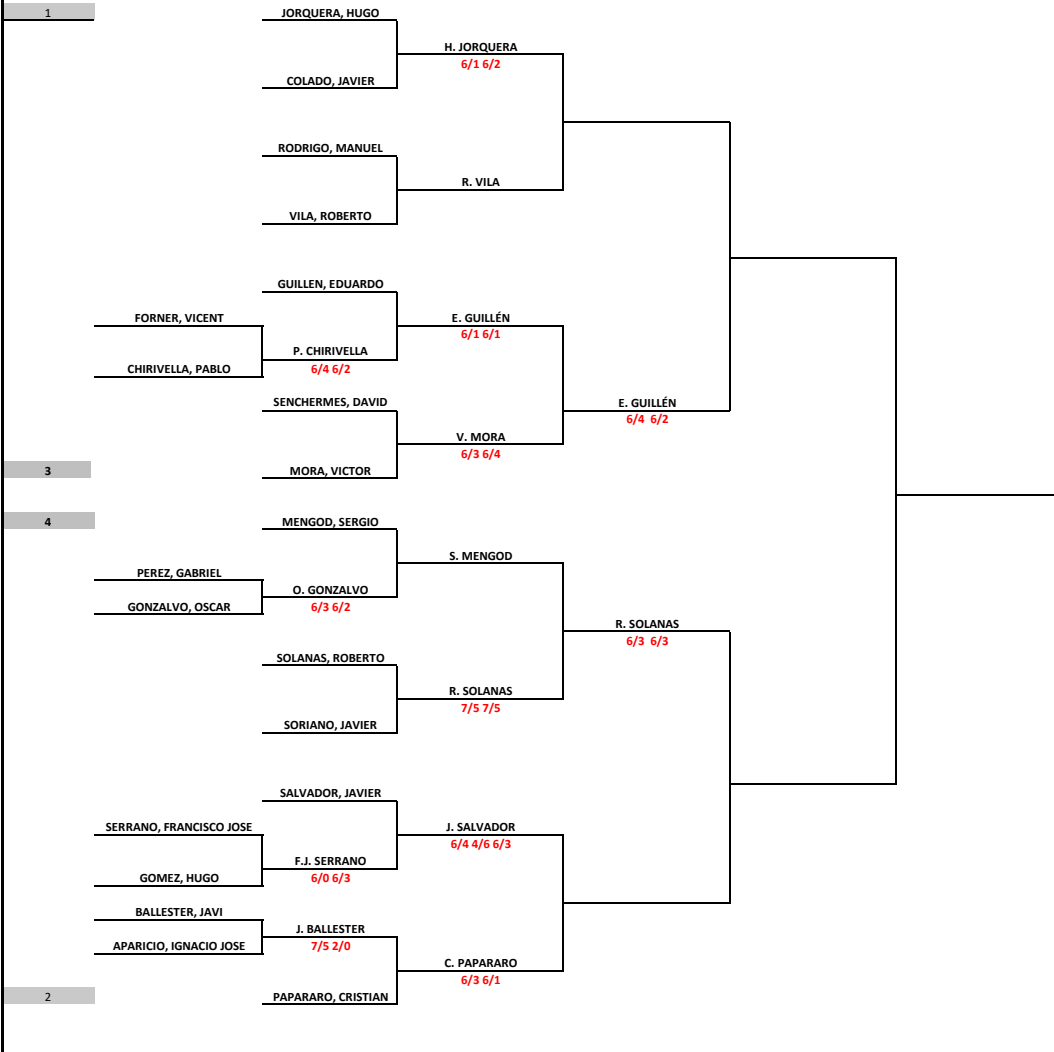 1
JORQUERA, HUGO
H. JORQUERA
6/1 6/2
COLADO, JAVIER
RODRIGO, MANUEL
R. VILA
VILA, ROBERTO
GUILLEN, EDUARDO
FORNER, VICENT
E. GUILLÉN
6/1 6/1
P. CHIRIVELLA
CHIRIVELLA, PABLO
6/4 6/2
SENCHERMES, DAVID
E. GUILLÉN
6/4 6/2
V. MORA
6/3 6/4
3
MORA, VICTOR
4
MENGOD, SERGIO
S. MENGOD
PEREZ, GABRIEL
O. GONZALVO
GONZALVO, OSCAR
6/3 6/2
R. SOLANAS
6/3 6/3
SOLANAS, ROBERTO
R. SOLANAS
7/5 7/5
SORIANO, JAVIER
SALVADOR, JAVIER
SERRANO, FRANCISCO JOSE
J. SALVADOR
6/4 4/6 6/3
F.J. SERRANO
GOMEZ, HUGO
6/0 6/3
BALLESTER, JAVI
J. BALLESTER
APARICIO, IGNACIO JOSE
7/5 2/0
C. PAPARARO
6/3 6/1
2
PAPARARO, CRISTIAN